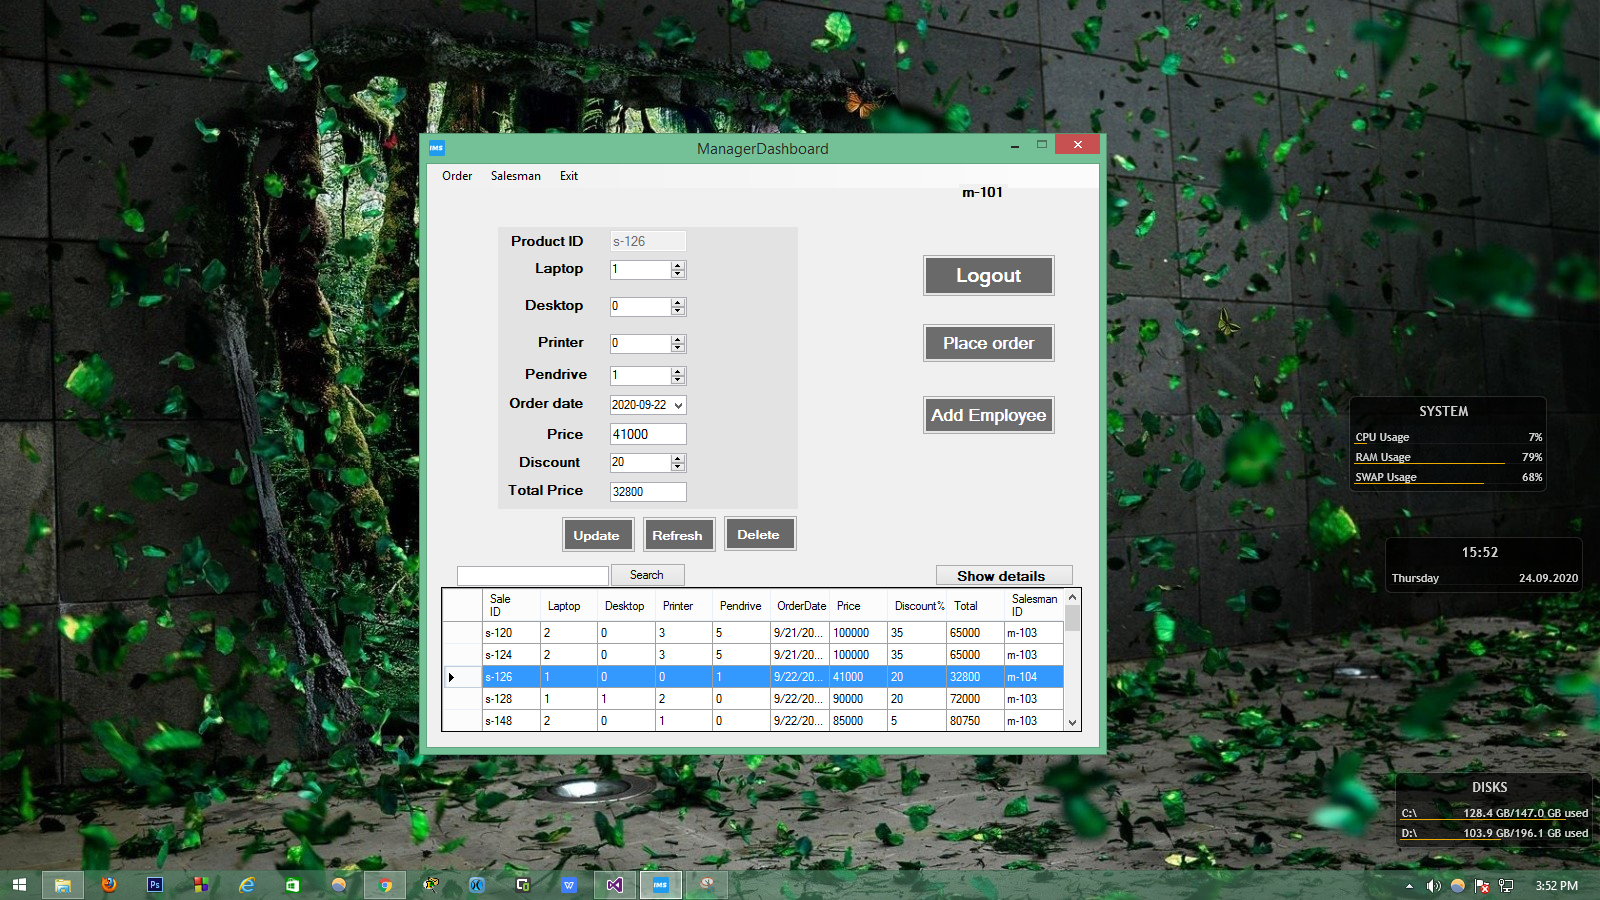 IMS ManagerDashboard
Order Salesman Exit
m-101
Product ID s-126
Laptop 1
Desktop 0
Printer 0
Pendrive 1
Order date 2020-09-22
Price 41000
Discount 20
Total Price 32800
Logout
Place order
Add Employee
Update Refresh Delete
Search
Show details
Sale ID Laptop Desktop Printer Pendrive OrderDate Price Discount% Total Salesman ID
s-120 2 0 3 5 9/21/20... 100000 35 65000 m-103
s-124 2 0 3 5 9/21/20... 100000 35 65000 m-103
s-126 1 0 0 1 9/22/20... 41000 20 32800 m-104
s-128 1 1 2 0 9/22/20... 90000 20 72000 m-103
s-148 2 0 1 0 9/22/20... 85000 5 80750 m-103
SYSTEM
CPU Usage 7%
RAM Usage 79%
SWAP Usage 68%
15:52
Thursday 24.09.2020
DISKS
C:\ 128.4 GB/147.0 GB used
D:\ 103.9 GB/196.1 GB used
Ps
IMS
3:52 PM